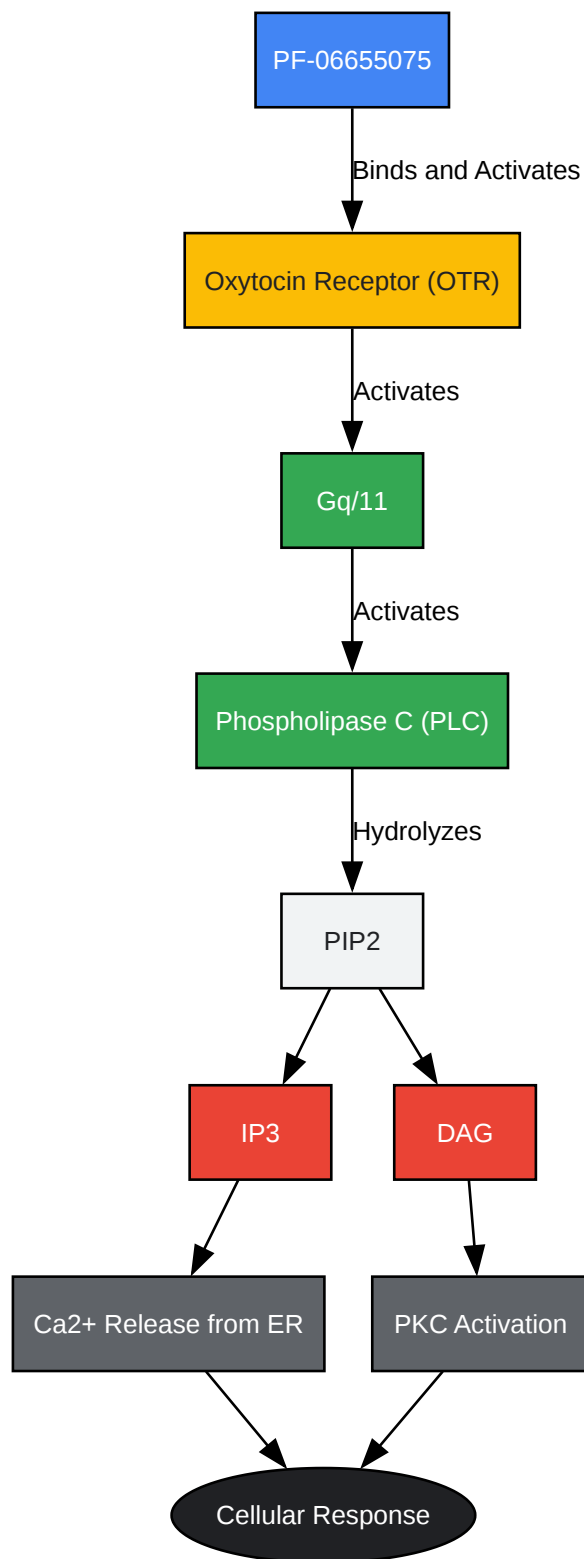 PF-06655075
Binds and Activates
Oxytocin Receptor (OTR)
Activates
Gq/11
Activates
Phospholipase C (PLC)
Hydrolyzes
PIP2
IP3
DAG
Ca2+ Release from ER
PKC Activation
Cellular Response